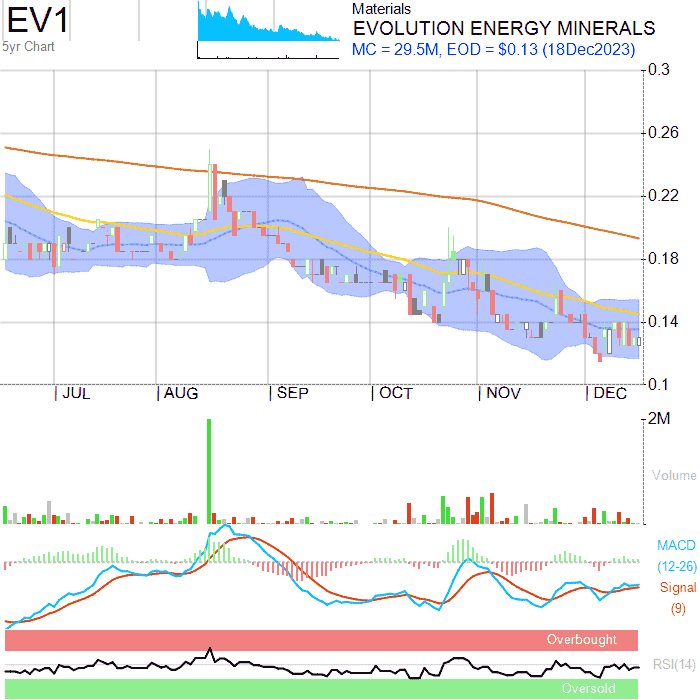 EV1
5yr Chart
Materials
EVOLUTION ENERGY MINERALS
MC = 29.5M, EOD = $0.13 (18Dec2023)
0.3
0.26
0.22
0.18
0.14
0.1
JUL AUG SEP OCT NOV DEC
2M
Volume
MACD
(12-26)
Signal
(9)
Overbought
RSI(14)
Oversold